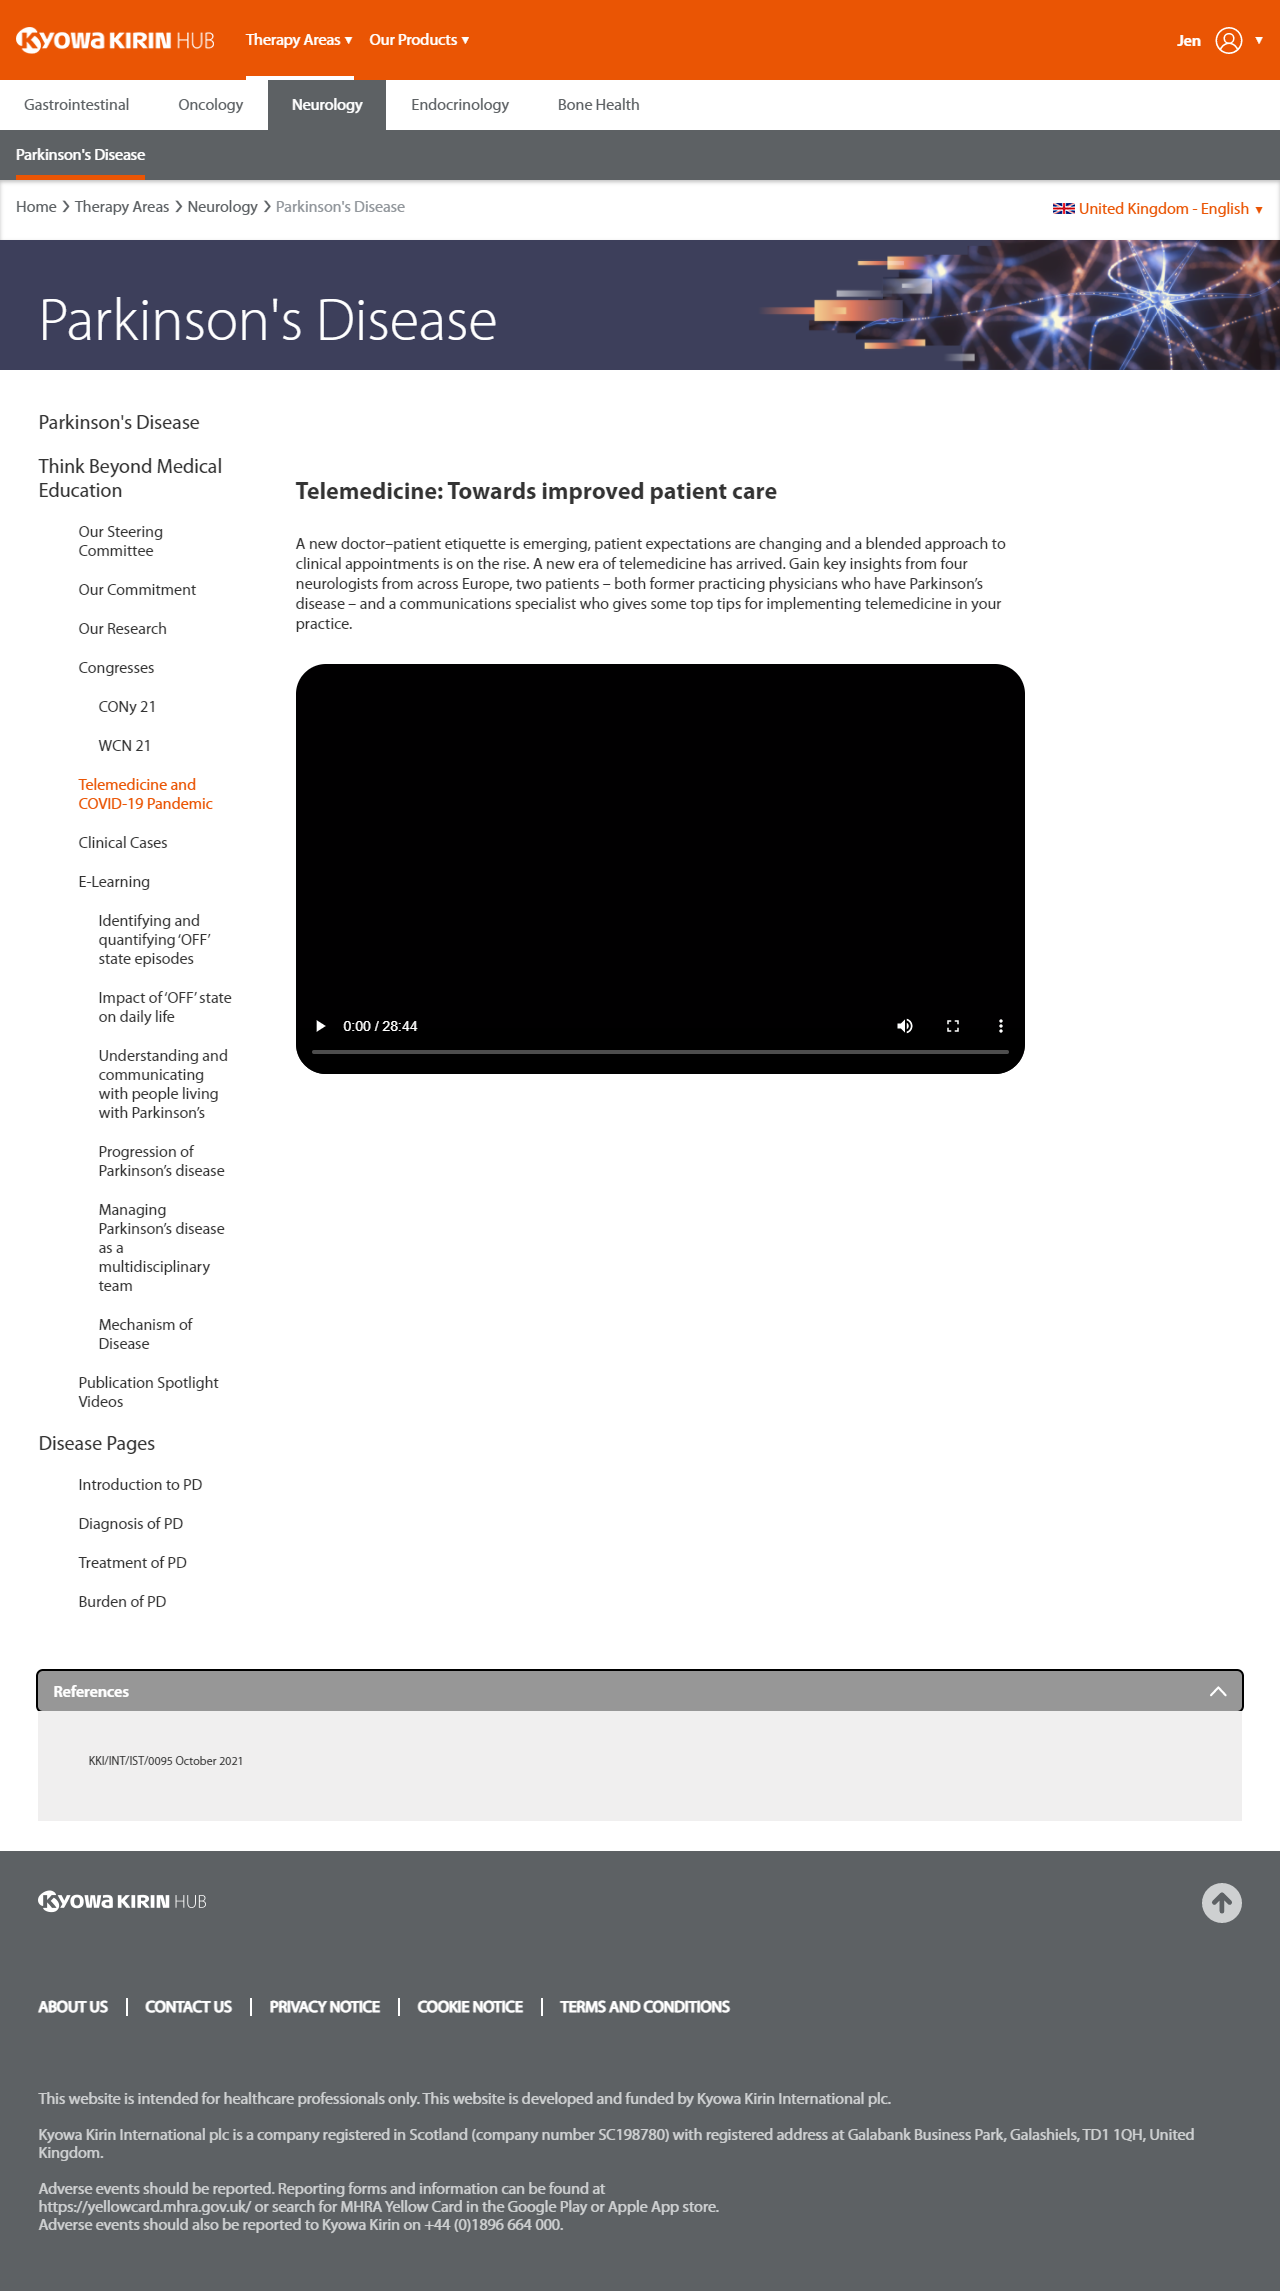 KYOWA KIRIN HUB
Therapy Areas ▼ Our Products ▼
Jen ▼
Gastrointestinal Oncology Neurology Endocrinology Bone Health
Parkinson's Disease
Home > Therapy Areas > Neurology > Parkinson's Disease
United Kingdom - English ▼
Parkinson's Disease
Parkinson's Disease
Think Beyond Medical
Education
Our Steering
Committee
Our Commitment
Our Research
Congresses
CONy 21
WCN 21
Telemedicine and
COVID-19 Pandemic
Clinical Cases
E-Learning
Identifying and
quantifying ‘OFF’
state episodes
Impact of ‘OFF’ state
on daily life
Understanding and
communicating
with people living
with Parkinson’s
Progression of
Parkinson’s disease
Managing
Parkinson’s disease
as a
multidisciplinary
team
Mechanism of
Disease
Publication Spotlight
Videos
Disease Pages
Introduction to PD
Diagnosis of PD
Treatment of PD
Burden of PD
Telemedicine: Towards improved patient care
A new doctor–patient etiquette is emerging, patient expectations are changing and a blended approach to
clinical appointments is on the rise. A new era of telemedicine has arrived. Gain key insights from four
neurologists from across Europe, two patients – both former practicing physicians who have Parkinson’s
disease – and a communications specialist who gives some top tips for implementing telemedicine in your
practice.
0:00 / 28:44
References
KKI/INT/IST/0095 October 2021
KYOWA KIRIN HUB
ABOUT US | CONTACT US | PRIVACY NOTICE | COOKIE NOTICE | TERMS AND CONDITIONS
This website is intended for healthcare professionals only. This website is developed and funded by Kyowa Kirin International plc.
Kyowa Kirin International plc is a company registered in Scotland (company number SC198780) with registered address at Galabank Business Park, Galashiels, TD1 1QH, United
Kingdom.
Adverse events should be reported. Reporting forms and information can be found at
https://yellowcard.mhra.gov.uk/ or search for MHRA Yellow Card in the Google Play or Apple App store.
Adverse events should also be reported to Kyowa Kirin on +44 (0)1896 664 000.